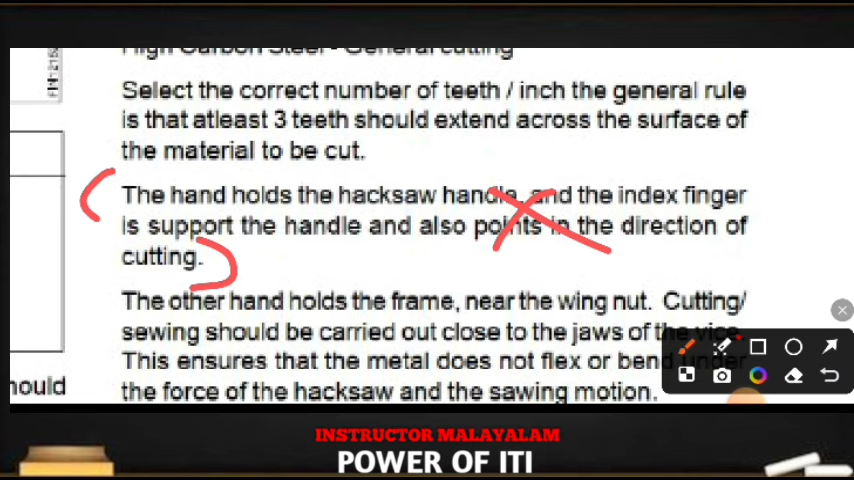 High Carbon Steel - General cutting
Select the correct number of teeth / inch the general rule
is that atleast 3 teeth should extend across the surface of
the material to be cut.
The hand holds the hacksaw handle, and the index finger
is support the handle and also points in the direction of
cutting.
The other hand holds the frame, near the wing nut. Cutting/
sewing should be carried out close to the jaws of the vice.
This ensures that the metal does not flex or bend under
the force of the hacksaw and the sawing motion.
hould
INSTRUCTOR MALAYALAM
POWER OF ITI